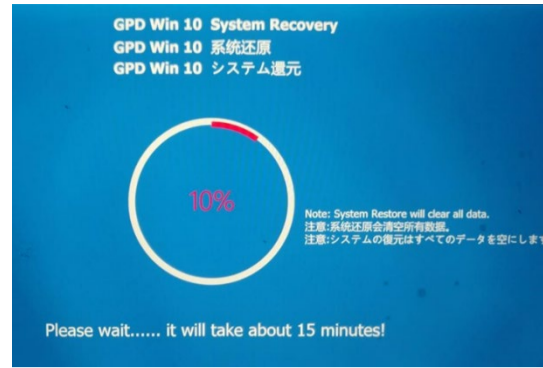 GPD Win 10 System Recovery
GPD Win 10 系统还原
GPD Win 10 システム還元
10%
Note: System Restore will clear all data.
注意:系统还原会清空所有数据。
注意:システムの復元はすべてのデータを空にします
Please wait...... it will take about 15 minutes!